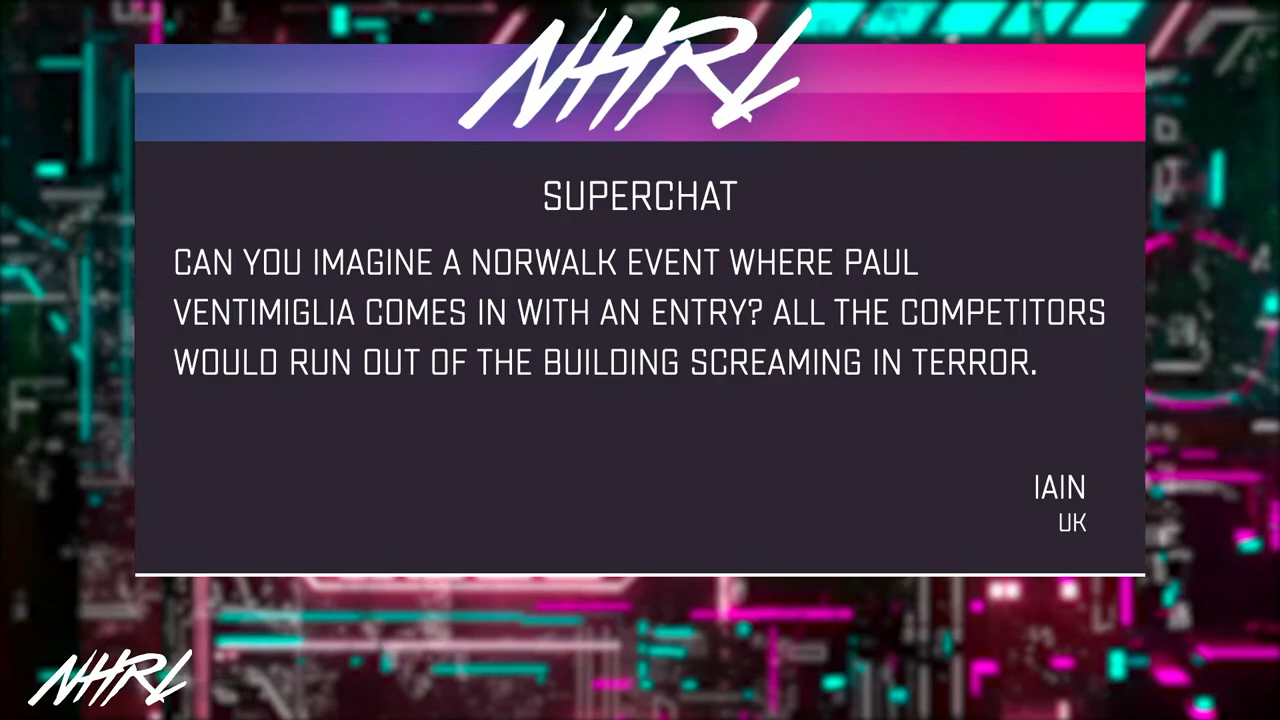 NHRL
SUPERCHAT
CAN YOU IMAGINE A NORWALK EVENT WHERE PAUL
VENTIMIGLIA COMES IN WITH AN ENTRY? ALL THE COMPETITORS
WOULD RUN OUT OF THE BUILDING SCREAMING IN TERROR.
IAIN
UK
NHRL